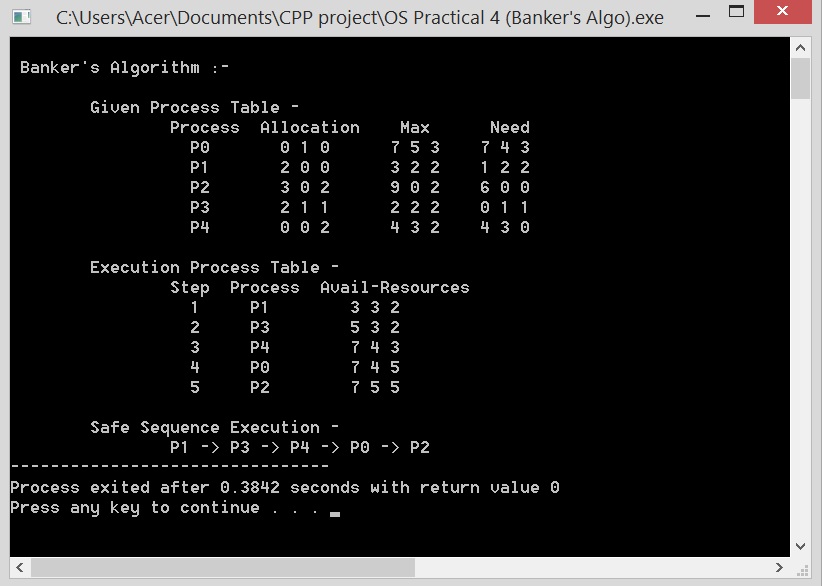 C:\Users\Acer\Documents\CPP project\OS Practical 4 (Banker's Algo).exe
Banker's Algorithm :-
Given Process Table -
Process Allocation Max Need
P0 0 1 0 7 5 3 7 4 3
P1 2 0 0 3 2 2 1 2 2
P2 3 0 2 9 0 2 6 0 0
P3 2 1 1 2 2 2 0 1 1
P4 0 0 2 4 3 2 4 3 0
Execution Process Table -
Step Process Avail-Resources
1 P1 3 3 2
2 P3 5 3 2
3 P4 7 4 3
4 P0 7 4 5
5 P2 7 5 5
Safe Sequence Execution -
P1 -> P3 -> P4 -> P0 -> P2
--------------------------------
Process exited after 0.3842 seconds with return value 0
Press any key to continue . . . _